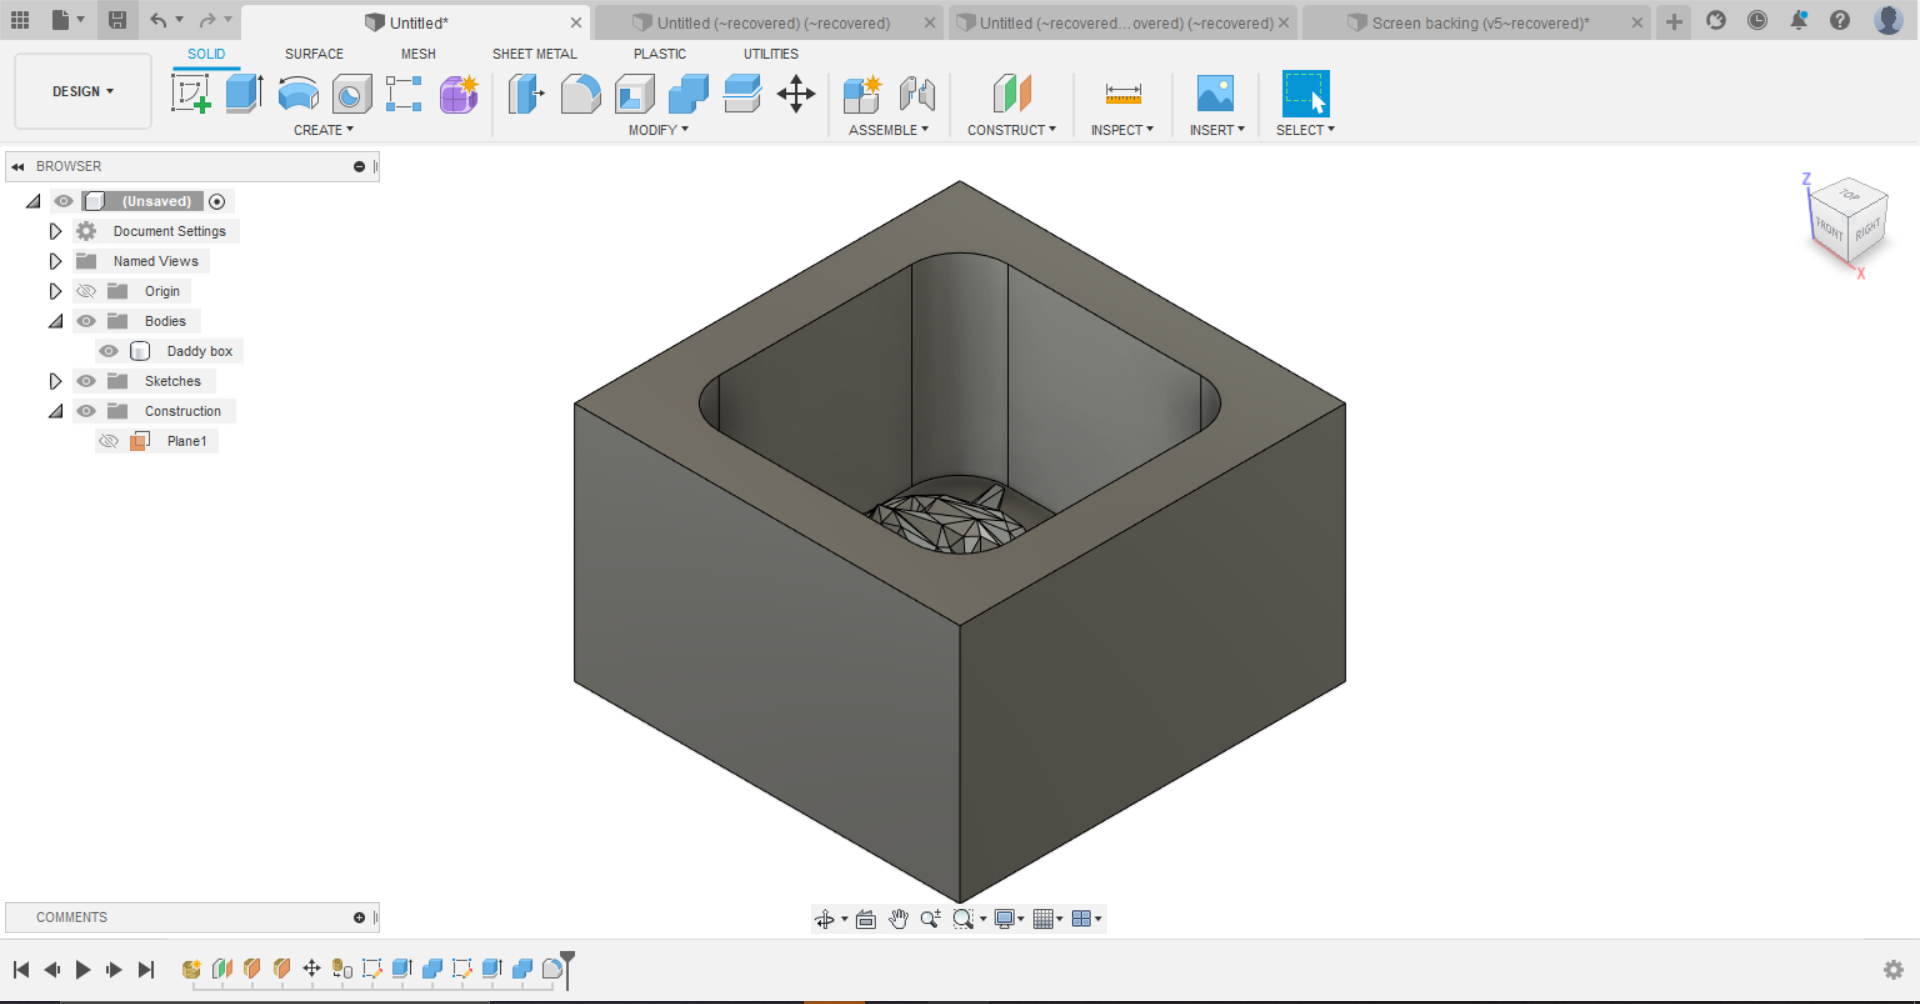 Untitled*
Untitled (~recovered) (~recovered)
Untitled (~recovered...overed) (~recovered)
Screen backing (v5~recovered)*
SOLID
SURFACE
MESH
SHEET METAL
PLASTIC
UTILITIES
DESIGN
CREATE
MODIFY
ASSEMBLE
CONSTRUCT
INSPECT
INSERT
SELECT
BROWSER
(Unsaved)
Document Settings
Named Views
Origin
Bodies
Daddy box
Sketches
Construction
Plane1
Z
TOP
FRONT
RIGHT
X
COMMENTS